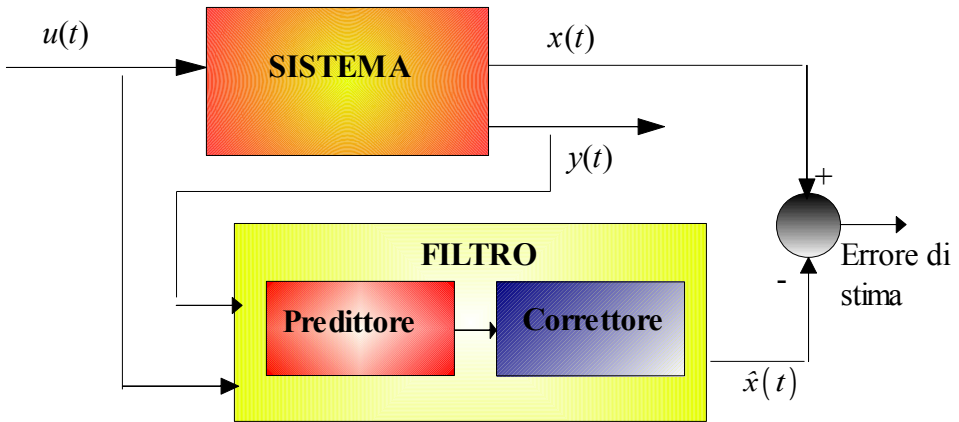 u(t)
x(t)
SISTEMA
y(t)
+
FILTRO
Errore di
stima
-
Predittore
Correttore
x̂(t)